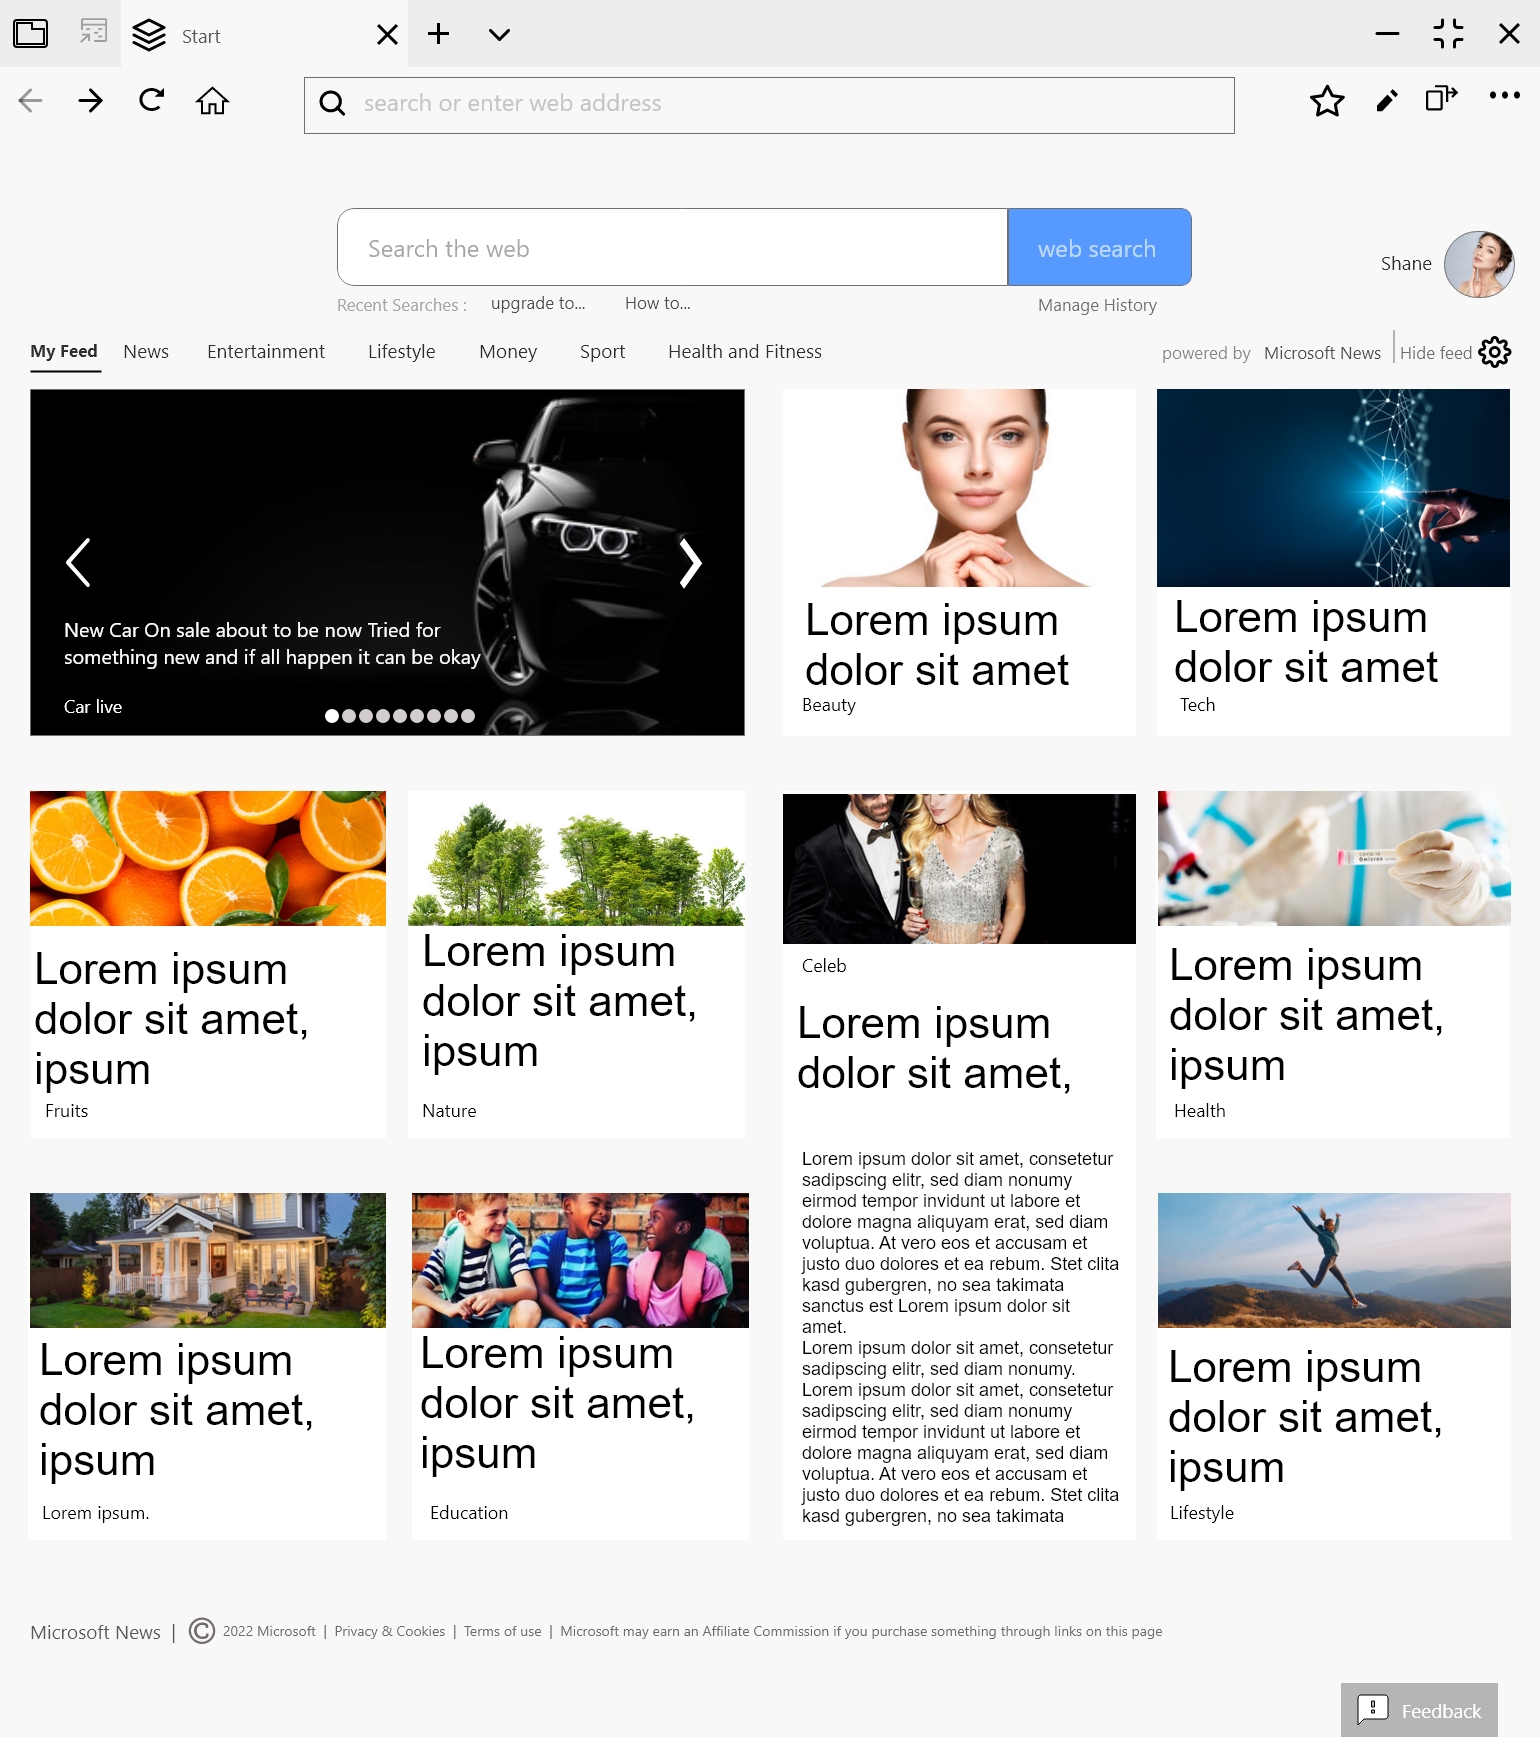 Start
search or enter web address
Search the web
web search
Shane
Recent Searches :
upgrade to...
How to...
Manage History
My Feed
News
Entertainment
Lifestyle
Money
Sport
Health and Fitness
powered by
Microsoft News
Hide feed
New Car On sale about to be now Tried for
something new and if all happen it can be okay
Car live
Lorem ipsum
dolor sit amet
Beauty
Lorem ipsum
dolor sit amet
Tech
Lorem ipsum
dolor sit amet,
ipsum
Fruits
Lorem ipsum
dolor sit amet,
ipsum
Nature
Celeb
Lorem ipsum
dolor sit amet,
Lorem ipsum dolor sit amet, consetetur
sadipscing elitr, sed diam nonumy
eirmod tempor invidunt ut labore et
dolore magna aliquyam erat, sed diam
voluptua. At vero eos et accusam et
justo duo dolores et ea rebum. Stet clita
kasd gubergren, no sea takimata
sanctus est Lorem ipsum dolor sit
amet.
Lorem ipsum dolor sit amet, consetetur
sadipscing elitr, sed diam nonumy.
Lorem ipsum dolor sit amet, consetetur
sadipscing elitr, sed diam nonumy
eirmod tempor invidunt ut labore et
dolore magna aliquyam erat, sed diam
voluptua. At vero eos et accusam et
justo duo dolores et ea rebum. Stet clita
kasd gubergren, no sea takimata
Lorem ipsum
dolor sit amet,
ipsum
Health
Lorem ipsum
dolor sit amet,
ipsum
Lorem ipsum.
Lorem ipsum
dolor sit amet,
ipsum
Education
Lorem ipsum
dolor sit amet,
ipsum
Lifestyle
Microsoft News | © 2022 Microsoft | Privacy & Cookies | Terms of use | Microsoft may earn an Affiliate Commission if you purchase something through links on this page
Feedback